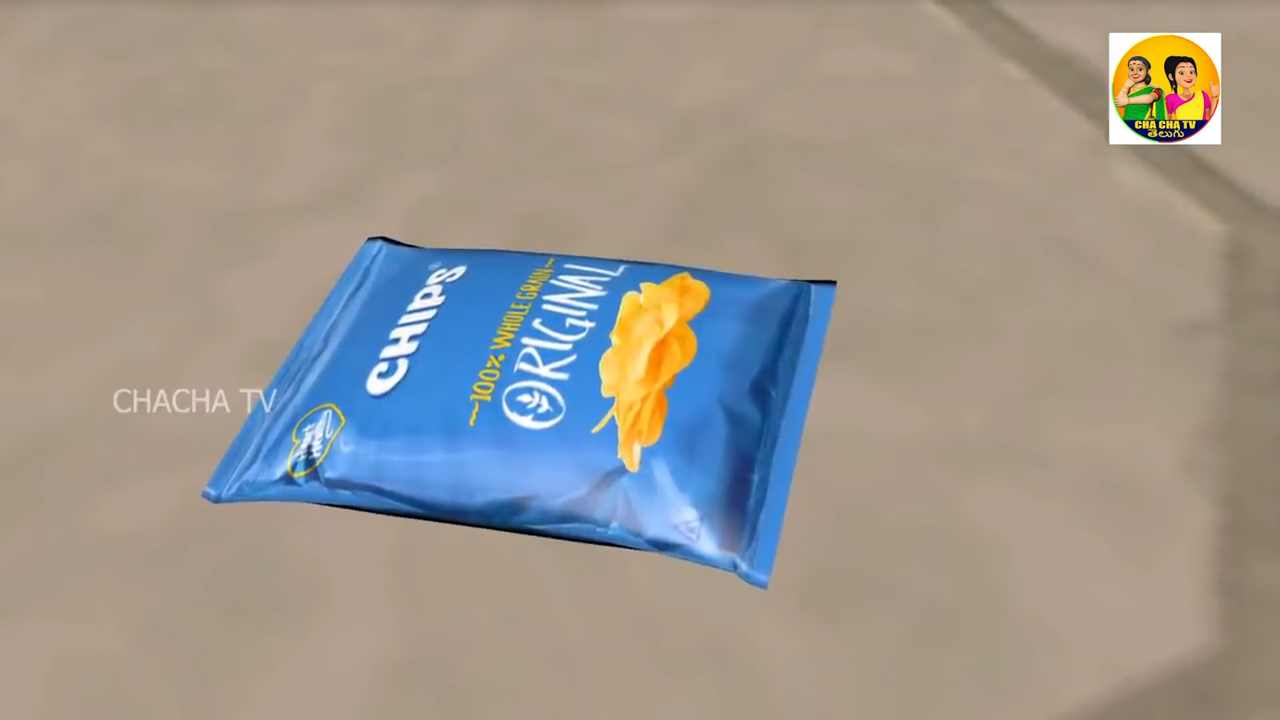 CHA CHA TV
తెలుగు
CHIPS
~100% WHOLE GRAIN~
ORIGINAL
CHACHA TV